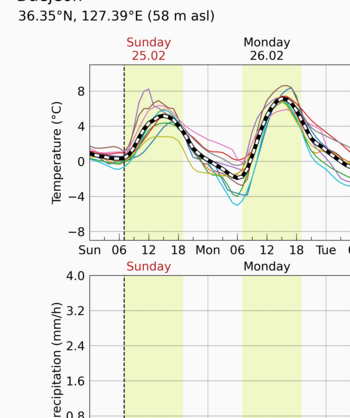 36.35°N, 127.39°E (58 m asl)
Sunday Monday
25.02 26.02
Temperature (°C)
8
4
0
−4
−8
Sun 06 12 18 Mon 06 12 18 Tue
Sunday Monday
recipitation (mm/h)
4.0
3.2
2.4
1.6
0.8